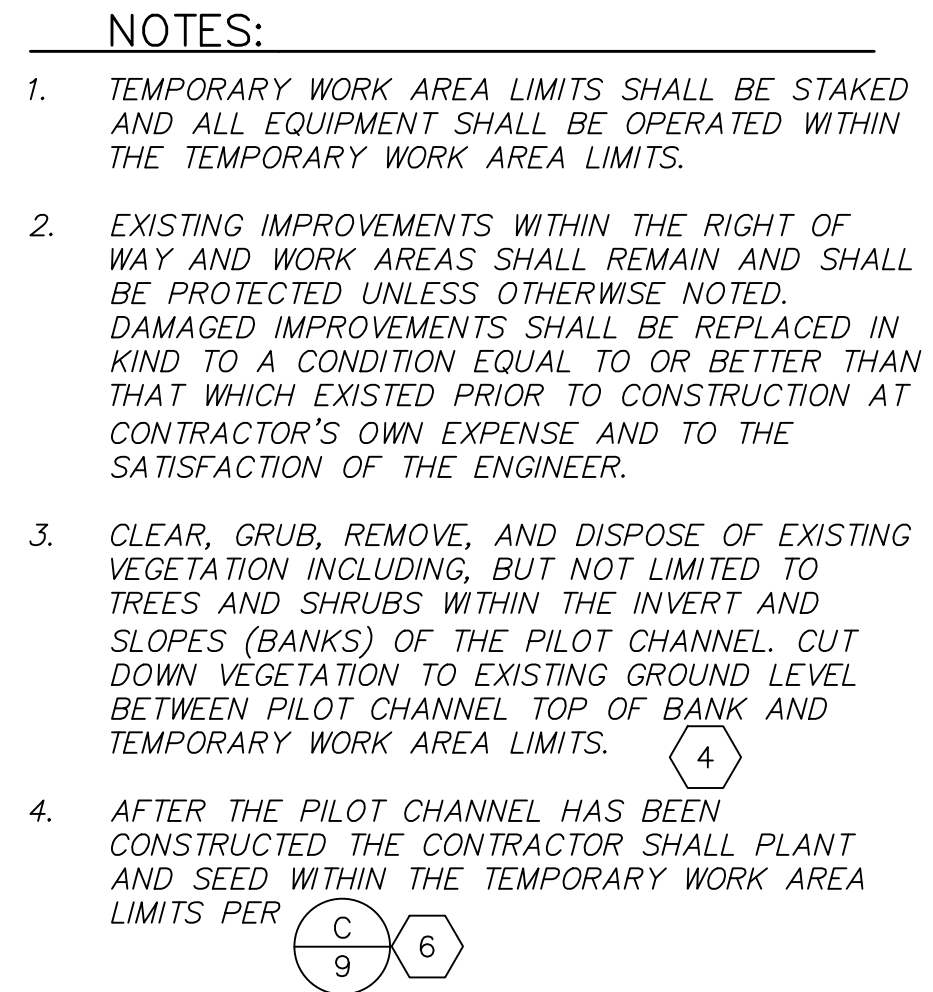 NOTES:
1. TEMPORARY WORK AREA LIMITS SHALL BE STAKED
AND ALL EQUIPMENT SHALL BE OPERATED WITHIN
THE TEMPORARY WORK AREA LIMITS.
2. EXISTING IMPROVEMENTS WITHIN THE RIGHT OF
WAY AND WORK AREAS SHALL REMAIN AND SHALL
BE PROTECTED UNLESS OTHERWISE NOTED.
DAMAGED IMPROVEMENTS SHALL BE REPLACED IN
KIND TO A CONDITION EQUAL TO OR BETTER THAN
THAT WHICH EXISTED PRIOR TO CONSTRUCTION AT
CONTRACTOR'S OWN EXPENSE AND TO THE
SATISFACTION OF THE ENGINEER.
3. CLEAR, GRUB, REMOVE, AND DISPOSE OF EXISTING
VEGETATION INCLUDING, BUT NOT LIMITED TO
TREES AND SHRUBS WITHIN THE INVERT AND
SLOPES (BANKS) OF THE PILOT CHANNEL. CUT
DOWN VEGETATION TO EXISTING GROUND LEVEL
BETWEEN PILOT CHANNEL TOP OF BANK AND
TEMPORARY WORK AREA LIMITS. 4
4. AFTER THE PILOT CHANNEL HAS BEEN
CONSTRUCTED THE CONTRACTOR SHALL PLANT
AND SEED WITHIN THE TEMPORARY WORK AREA
LIMITS PER
C
9
6